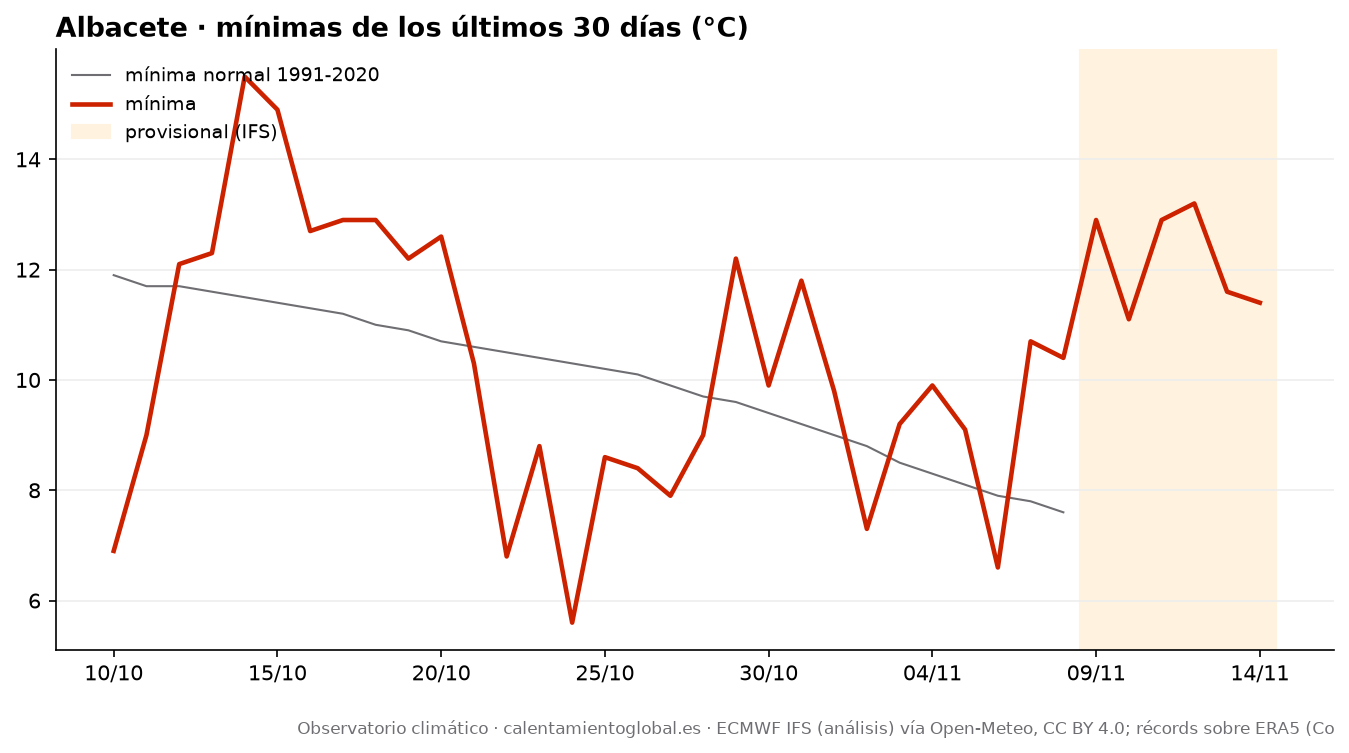 Albacete · mínimas de los últimos 30 días (°C)
mínima normal 1991-2020
mínima
provisional (IFS)
14
12
10
8
6
10/10 15/10 20/10 25/10 30/10 04/11 09/11 14/11
Observatorio climático · calentamientoglobal.es · ECMWF IFS (análisis) vía Open-Meteo, CC BY 4.0; récords sobre ERA5 (Co